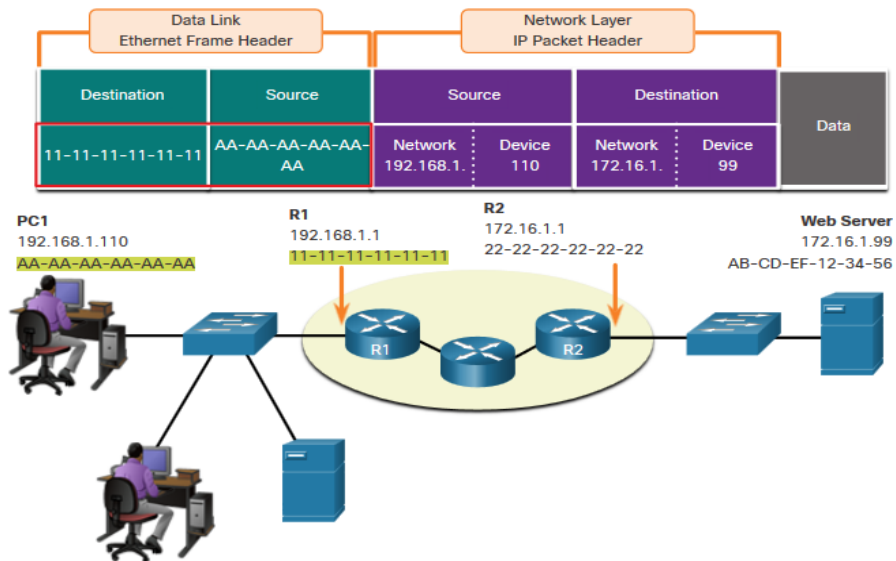 Data Link
Ethernet Frame Header
Network Layer
IP Packet Header
Destination
Source
Source
Destination
Data
11-11-11-11-11-11
AA-AA-AA-AA-AA-
AA
Network
192.168.1.
Device
110
Network
172.16.1.
Device
99
PC1
192.168.1.110
AA-AA-AA-AA-AA-AA
R1
192.168.1.1
11-11-11-11-11-11
R2
172.16.1.1
22-22-22-22-22-22
Web Server
172.16.1.99
AB-CD-EF-12-34-56
R1
R2